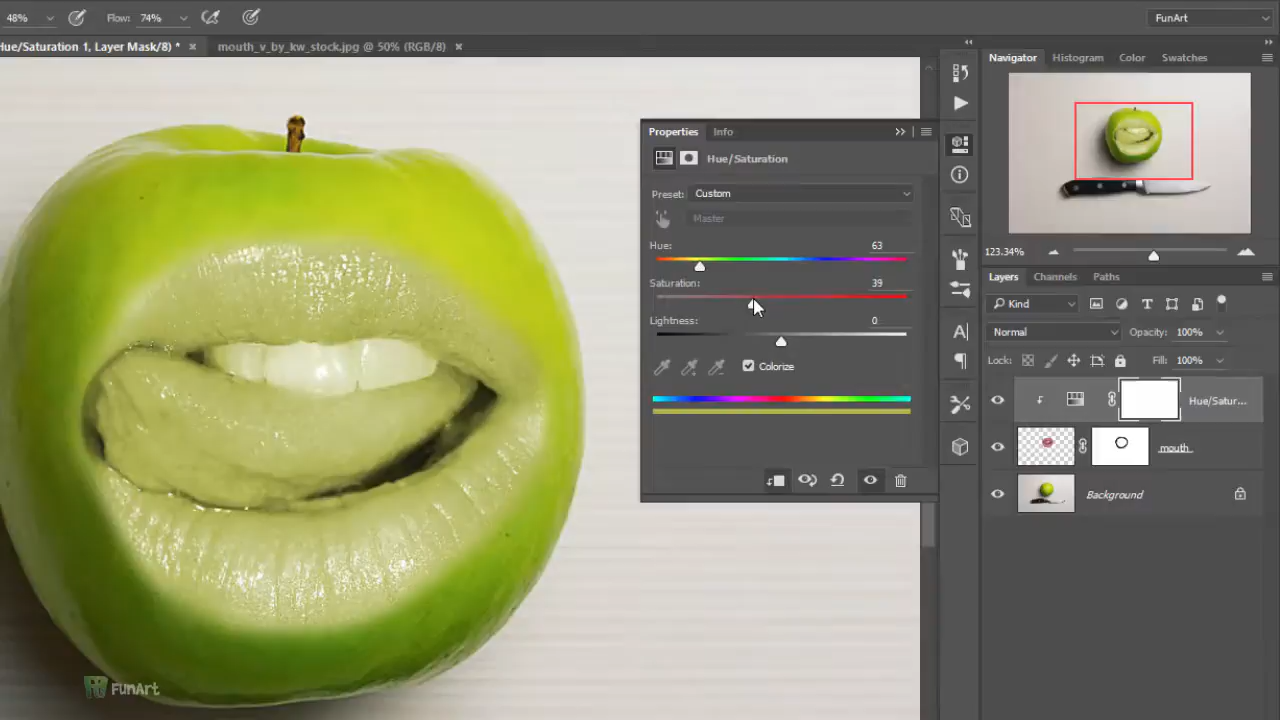 48% Flow: 74% FunArt
Hue/Saturation 1, Layer Mask/8) * × mouth_v_by_kw_stock.jpg @ 50% (RGB/8) ×
Navigator Histogram Color Swatches
123.34%
Properties Info
Hue/Saturation
Preset: Custom
Master
Hue: 63
Saturation: 39
Lightness: 0
Colorize
Layers Channels Paths
Kind
Normal Opacity: 100%
Lock: Fill: 100%
Hue/Satur...
mouth
Background
FunArt